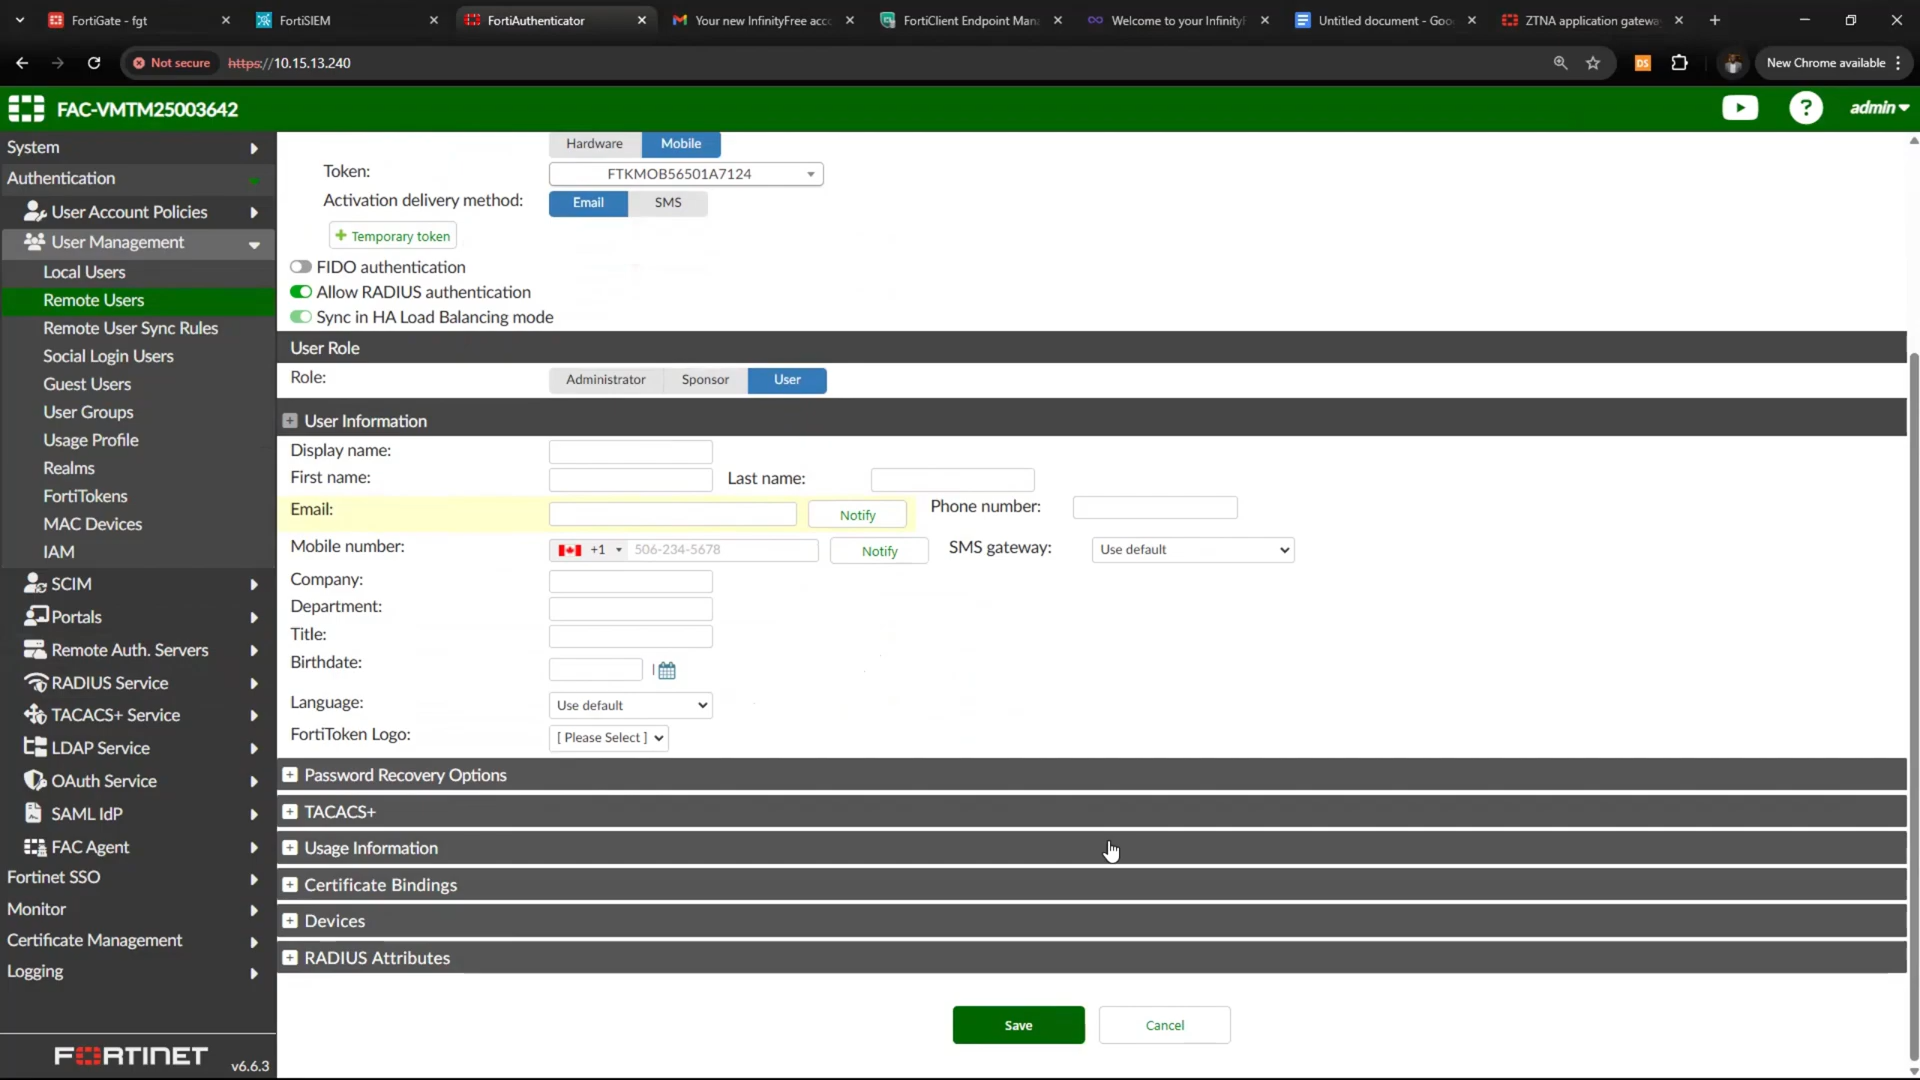 FortiGate - fgt
FortiSIEM
FortiAuthenticator
Your new InfinityFree acc
FortiClient Endpoint Man
Welcome to your InfinityF
Untitled document - Goo
ZTNA application gatewa
Not secure
https://10.15.13.240
DS
New Chrome available
FAC-VMTM25003642
?
admin
System
Authentication
User Account Policies
User Management
Local Users
Remote Users
Remote User Sync Rules
Social Login Users
Guest Users
User Groups
Usage Profile
Realms
FortiTokens
MAC Devices
IAM
SCIM
Portals
Remote Auth. Servers
RADIUS Service
TACACS+ Service
LDAP Service
OAuth Service
SAML IdP
FAC Agent
Fortinet SSO
Monitor
Certificate Management
Logging
FORTINET
v6.6.3
Hardware Mobile
Token: FTKMOB56501A7124
Activation delivery method: Email SMS
+ Temporary token
FIDO authentication
Allow RADIUS authentication
Sync in HA Load Balancing mode
User Role
Role: Administrator Sponsor User
User Information
Display name:
First name: Last name:
Email: Notify Phone number:
Mobile number: +1 506-234-5678 Notify SMS gateway: Use default
Company:
Department:
Title:
Birthdate: |
Language: Use default
FortiToken Logo: [ Please Select ]
Password Recovery Options
TACACS+
Usage Information
Certificate Bindings
Devices
RADIUS Attributes
Save Cancel